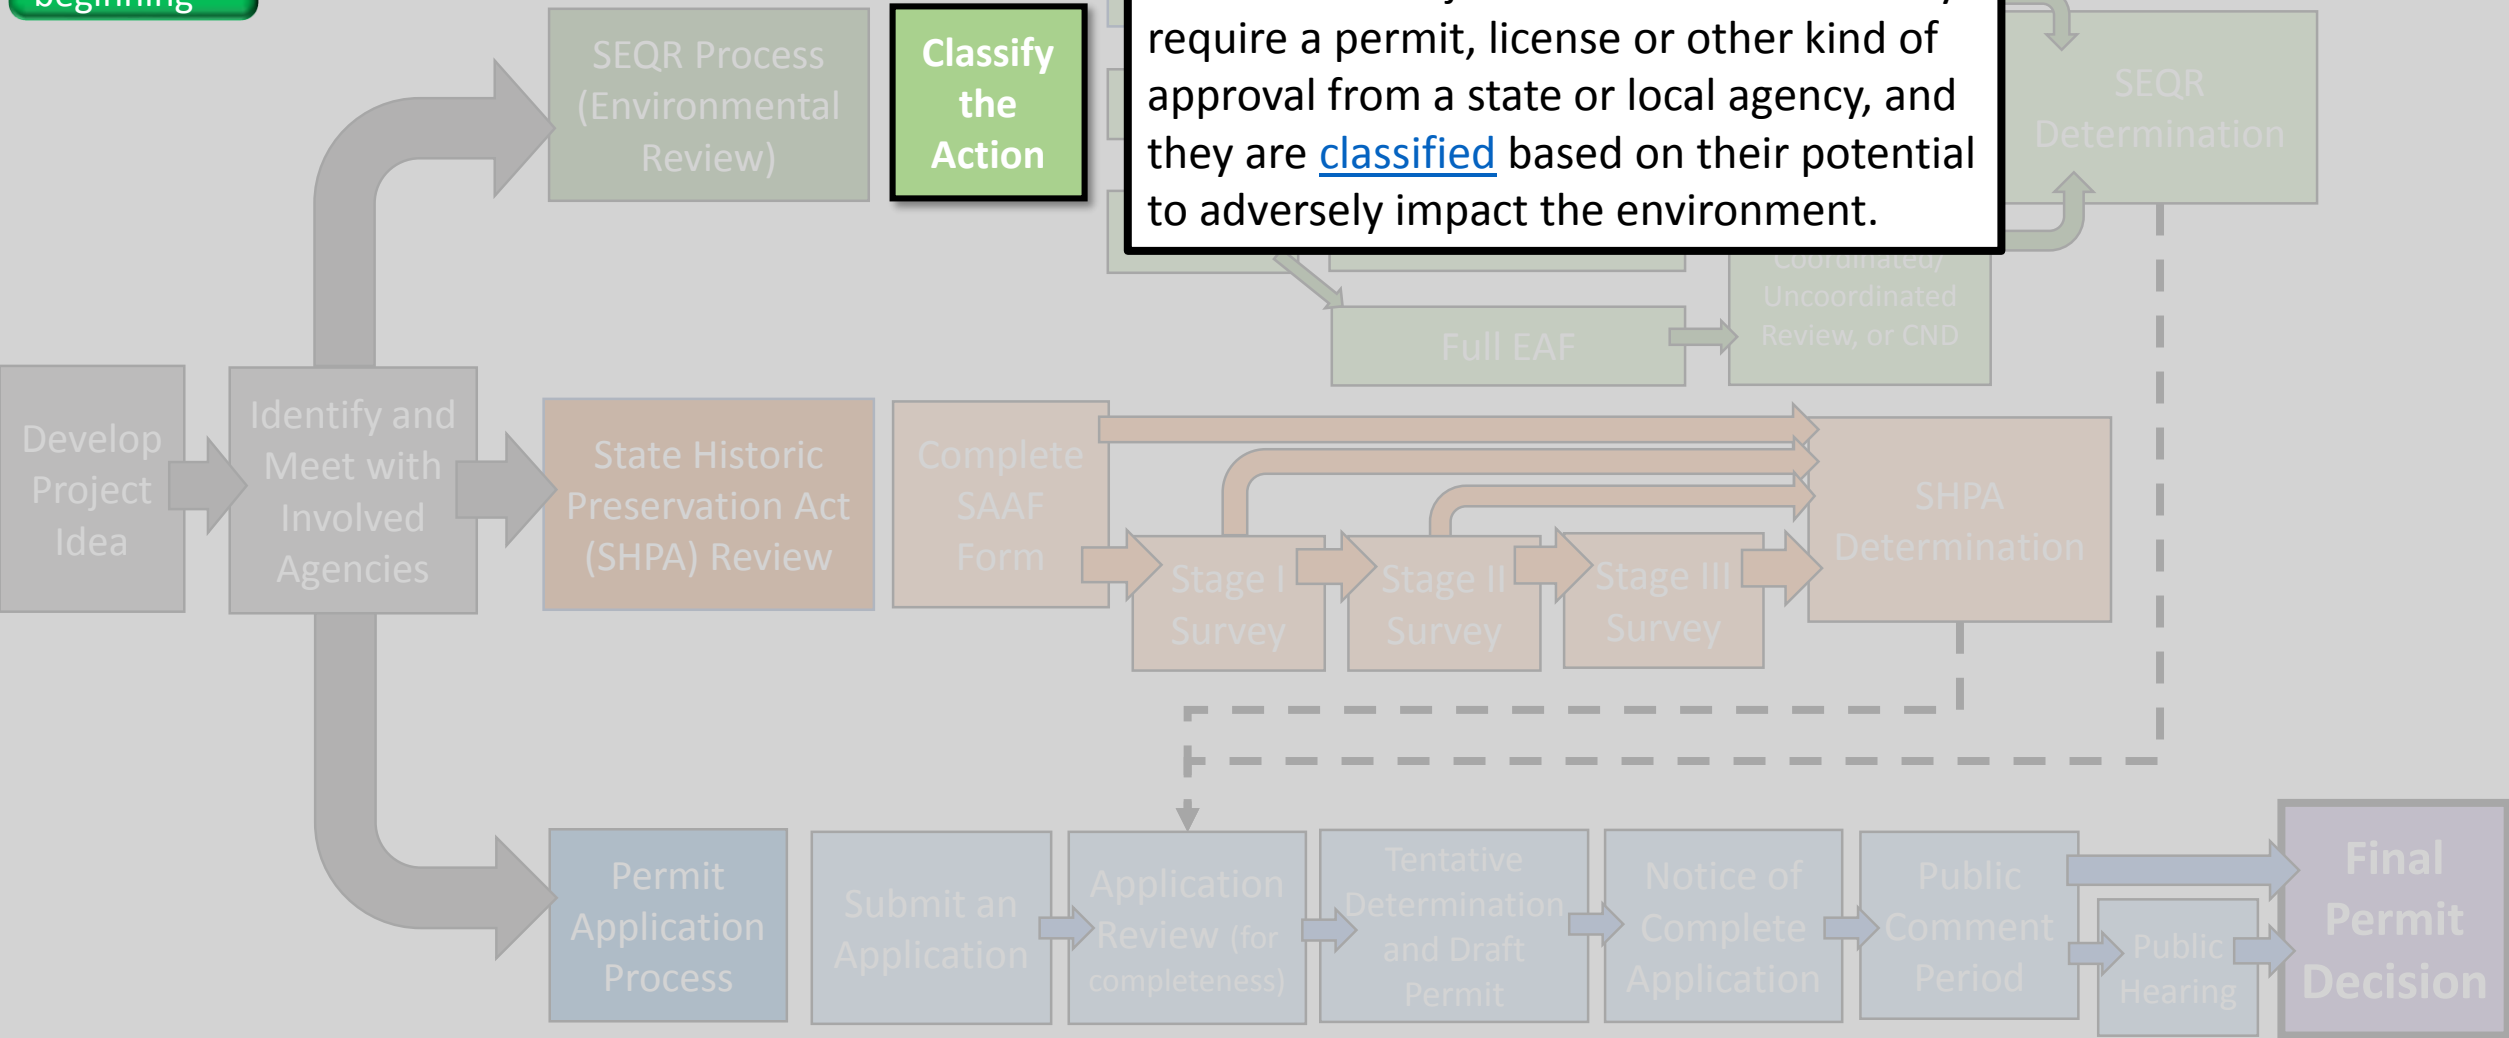 beginning
SEQR Process
(Environmental
Review)
Classify
the
Action
require a permit, license or other kind of
approval from a state or local agency, and
they are classified based on their potential
to adversely impact the environment.
SEQR
Determination
Coordinated/
Uncoordinated
Review, or CND
Full EAF
Develop
Project
Idea
Identify and
Meet with
Involved
Agencies
State Historic
Preservation Act
(SHPA) Review
Complete
SAAF
Form
Stage I
Survey
Stage II
Survey
Stage III
Survey
SHPA
Determination
Permit
Application
Process
Submit an
Application
Application
Review (for
completeness)
Tentative
Determination
and Draft
Permit
Notice of
Complete
Application
Public
Comment
Period
Public
Hearing
Final
Permit
Decision